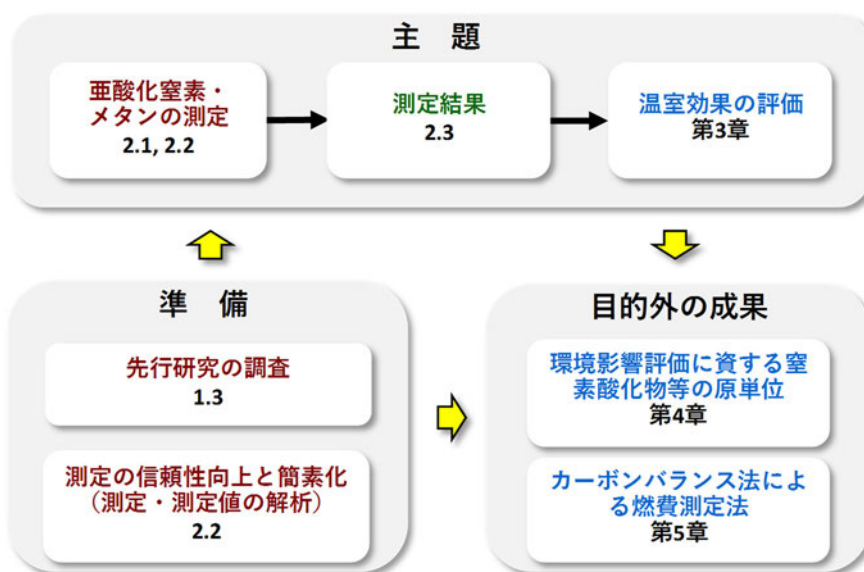 主　題
亜酸化窒素・
メタンの測定
2.1, 2.2
測定結果
2.3
温室効果の評価
第3章
準　備
先行研究の調査
1.3
測定の信頼性向上と簡素化
（測定・測定値の解析）
2.2
目的外の成果
環境影響評価に資する窒
素酸化物等の原単位
第4章
カーボンバランス法によ
る燃費測定法
第5章